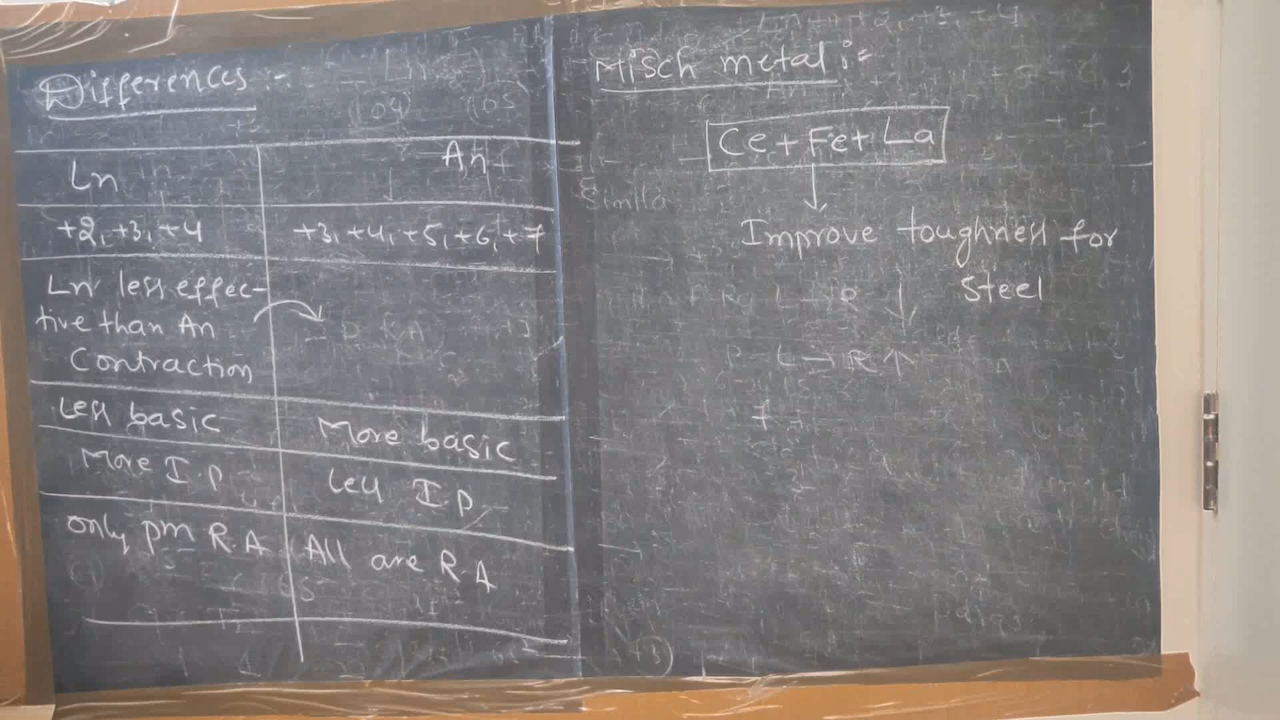 Differences :-
Ln An
+2, +3, +4 +3, +4, +5, +6, +7
Ln less effec-
tive than An
Contraction
Less basic More basic
More I.P Less I.P
only pm R.A All are R A
Misch metal :-
Ce + Fe + La
Improve toughness for
Steel